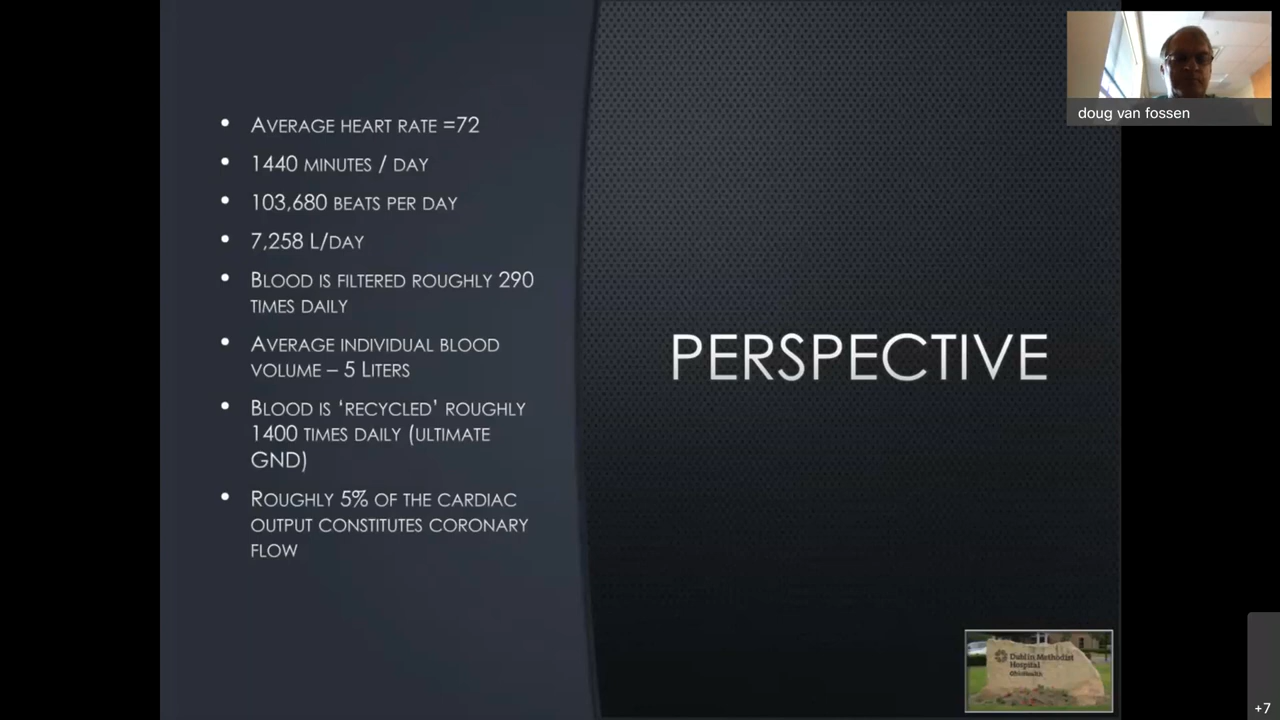 • AVERAGE HEART RATE =72
• 1440 MINUTES / DAY
• 103,680 BEATS PER DAY
• 7,258 L/DAY
• BLOOD IS FILTERED ROUGHLY 290
TIMES DAILY
• AVERAGE INDIVIDUAL BLOOD
VOLUME – 5 LITERS
• BLOOD IS ‘RECYCLED’ ROUGHLY
1400 TIMES DAILY (ULTIMATE
GND)
• ROUGHLY 5% OF THE CARDIAC
OUTPUT CONSTITUTES CORONARY
FLOW
PERSPECTIVE
doug van fossen
Dublin Methodist
Hospital
OhioHealth
+7